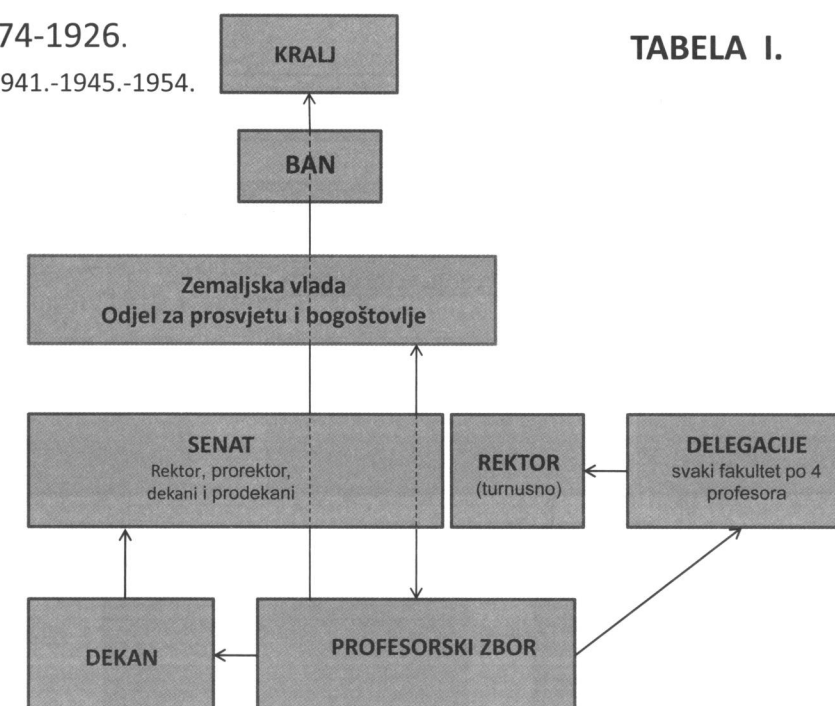 74-1926.
941.-1945.-1954.
TABELA I.
KRALJ
BAN
Zemaljska vlada
Odjel za prosvjetu i bogoštovlje
SENAT
Rektor, prorektor,
dekani i prodekani
REKTOR
(turnusno)
DELEGACIJE
svaki fakultet po 4
profesora
DEKAN
PROFESORSKI ZBOR